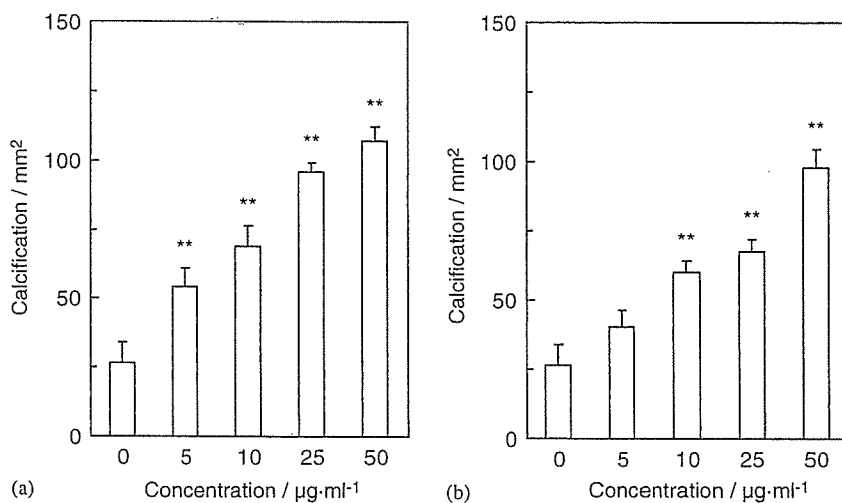 150
100
50
0
Calcification / mm²
**
**
**
**
0 5 10 25 50
Concentration / µg·ml⁻¹
(a)
150
100
50
0
Calcification / mm²
**
**
**
0 5 10 25 50
Concentration / µg·ml⁻¹
(b)